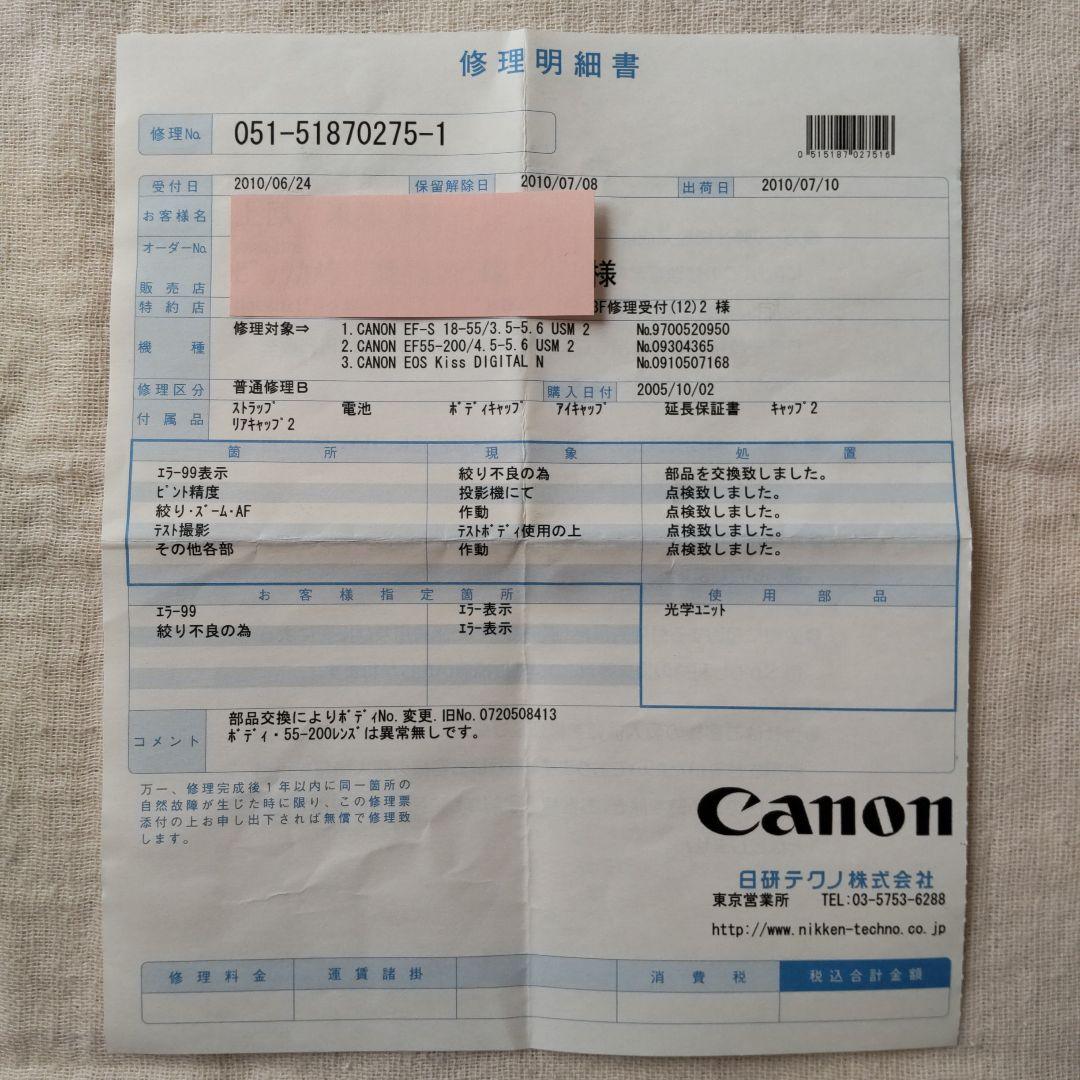 修理明細書
修理No. 051-51870275-1
0 515187 027516
受付日 2010/06/24 保留解除日 2010/07/08 出荷日 2010/07/10
お客様名
オーダーNo.
様
販売店
特約店 BF修理受付(12)2 様
機種 修理対象⇒ 1. CANON EF-S 18-55/3.5-5.6 USM 2 No.9700520950
2. CANON EF55-200/4.5-5.6 USM 2 No.09304365
3. CANON EOS Kiss DIGITAL N No.0910507168
修理区分 普通修理B 購入日付 2005/10/02
付属品 ｽﾄﾗｯﾌﾟ 電池 ﾎﾞﾃﾞｨｷｬｯﾌﾟ ｱｲｷｬｯﾌﾟ 延長保証書 ｷｬｯﾌﾟ2
ﾘｱｷｬｯﾌﾟ2
箇所 現象 処置
ｴﾗｰ99表示 絞り不良の為 部品を交換致しました。
ﾋﾟﾝﾄ精度 投影機にて 点検致しました。
絞り・ｽﾞｰﾑ・AF 作動 点検致しました。
ﾃｽﾄ撮影 ﾃｽﾄﾎﾞﾃﾞｨ使用の上 点検致しました。
その他各部 作動 点検致しました。
お客様指定箇所 使用部品
ｴﾗｰ99 ｴﾗｰ表示 光学ﾕﾆｯﾄ
絞り不良の為 ｴﾗｰ表示
コメント 部品交換によりﾎﾞﾃﾞｨNo.変更.旧No.0720508413
ﾎﾞﾃﾞｨ・55-200ﾚﾝｽﾞは異常無しです。
万一、修理完成後1年以内に同一箇所の
自然故障が生じた時に限り、この修理票
添付の上お申し出下されば無償で修理致
します。
Canon
日研テクノ株式会社
東京営業所 TEL:03-5753-6288
http://www.nikken-techno.co.jp
修理料金 運賃諸掛 消費税 税込合計金額